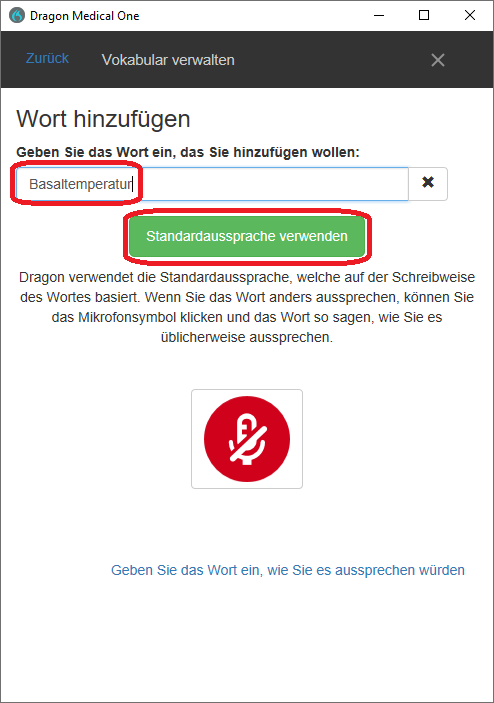 Dragon Medical One
Zurück
Vokabular verwalten
Wort hinzufügen
Geben Sie das Wort ein, das Sie hinzufügen wollen:
Basaltemperatur
Standardaussprache verwenden
Dragon verwendet die Standardaussprache, welche auf der Schreibweise
des Wortes basiert. Wenn Sie das Wort anders aussprechen, können Sie
das Mikrofonsymbol klicken und das Wort so sagen, wie Sie es
üblicherweise aussprechen.
Geben Sie das Wort ein, wie Sie es aussprechen würden